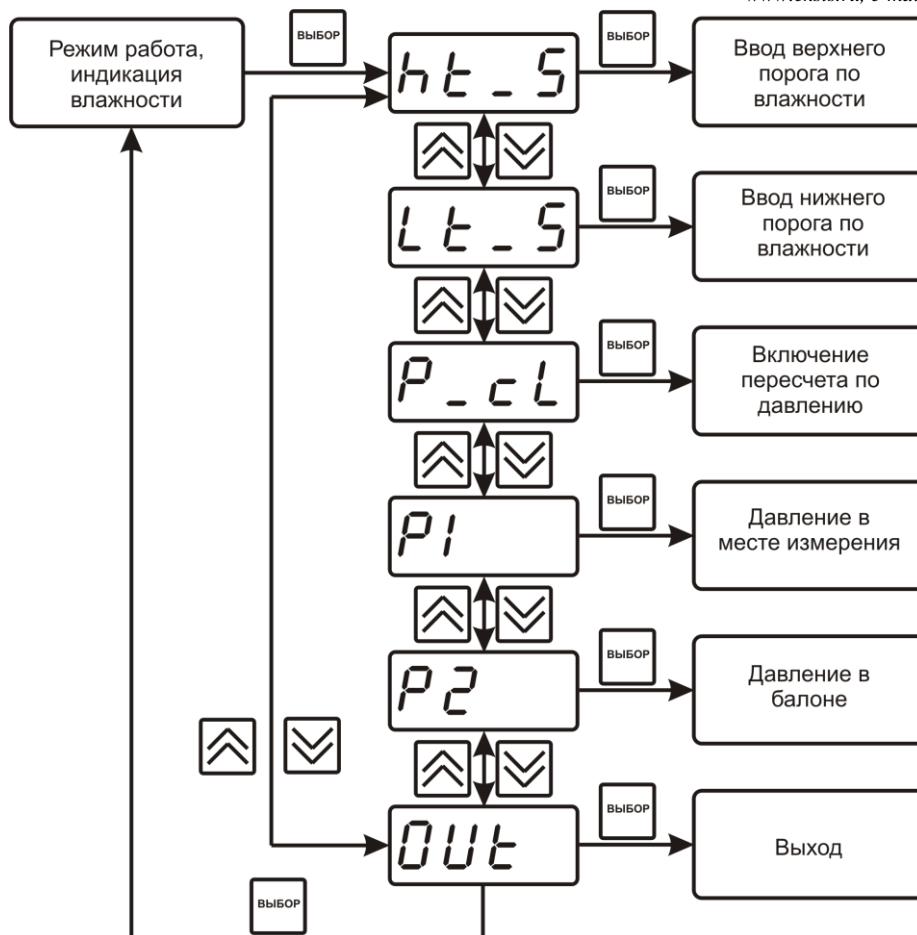 Режим работа,
индикация
влажности
ВЫБОР
ht_S
ВЫБОР
Ввод верхнего
порога по
влажности
Lt_S
ВЫБОР
Ввод нижнего
порога по
влажности
P_cL
ВЫБОР
Включение
пересчета по
давлению
P1
ВЫБОР
Давление в
месте измерения
P2
ВЫБОР
Давление в
балоне
OUt
ВЫБОР
Выход
ВЫБОР